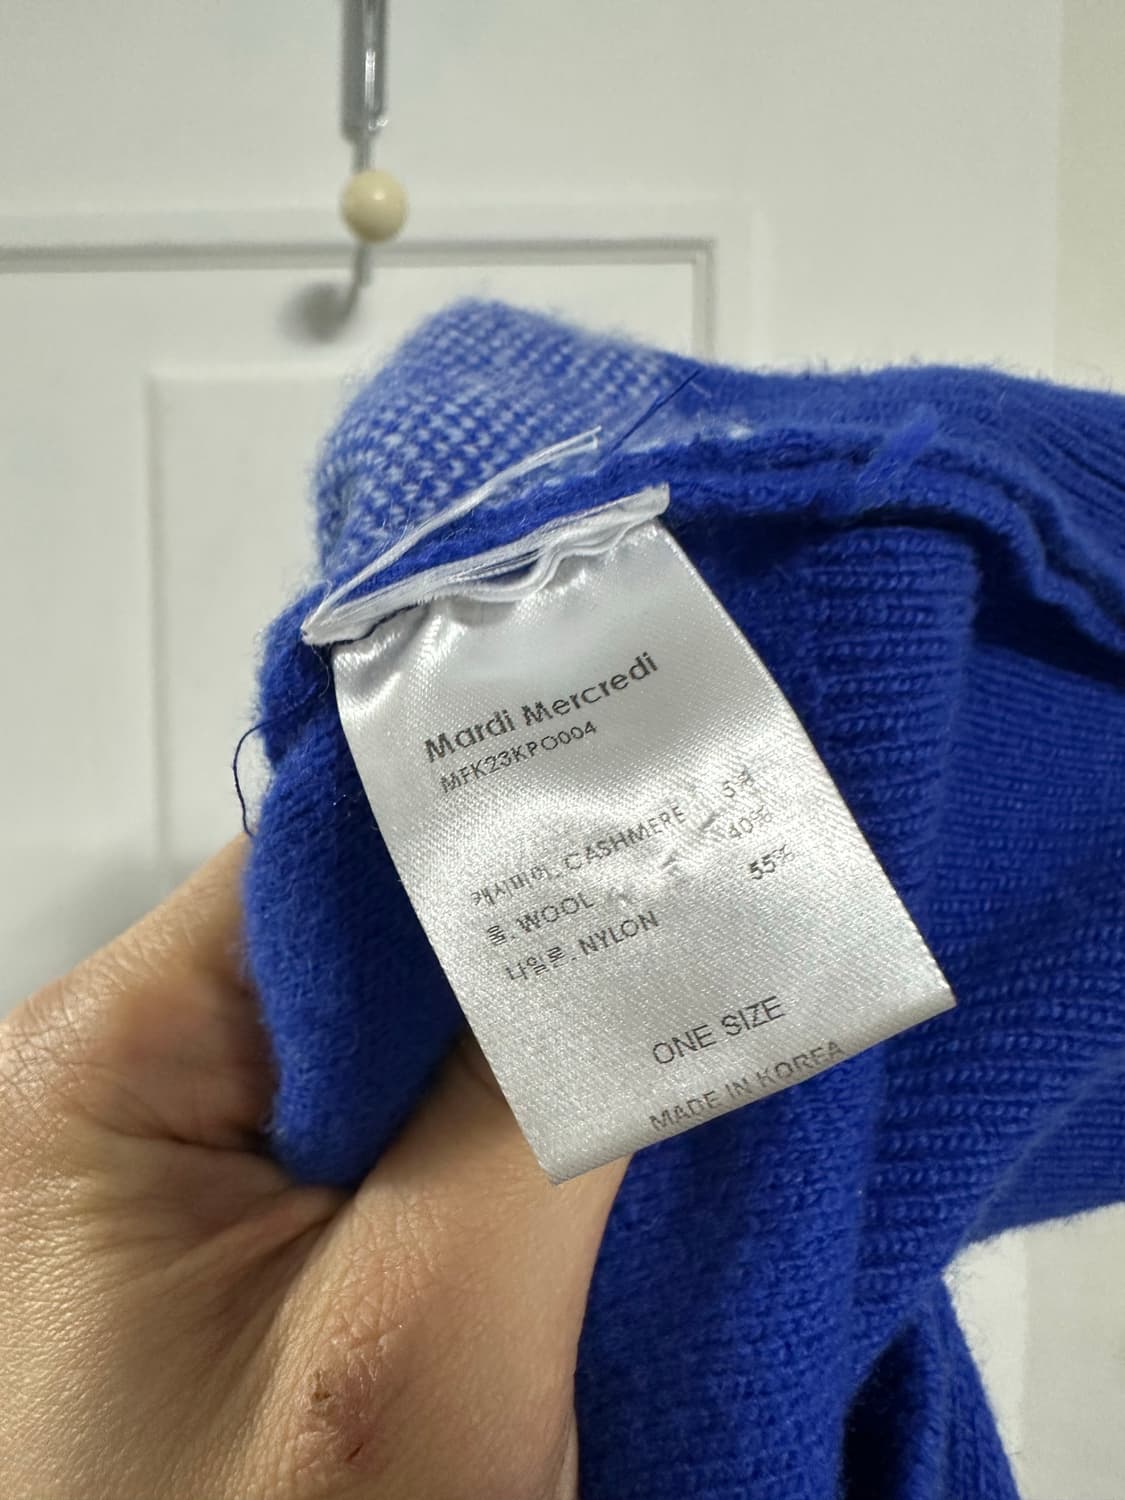 Mardi Mercredi
MFK23KPO004
캐시미어. CASHMERE 5%
울. WOOL 40%
나일론. NYLON 55%
ONE SIZE
MADE IN KOREA